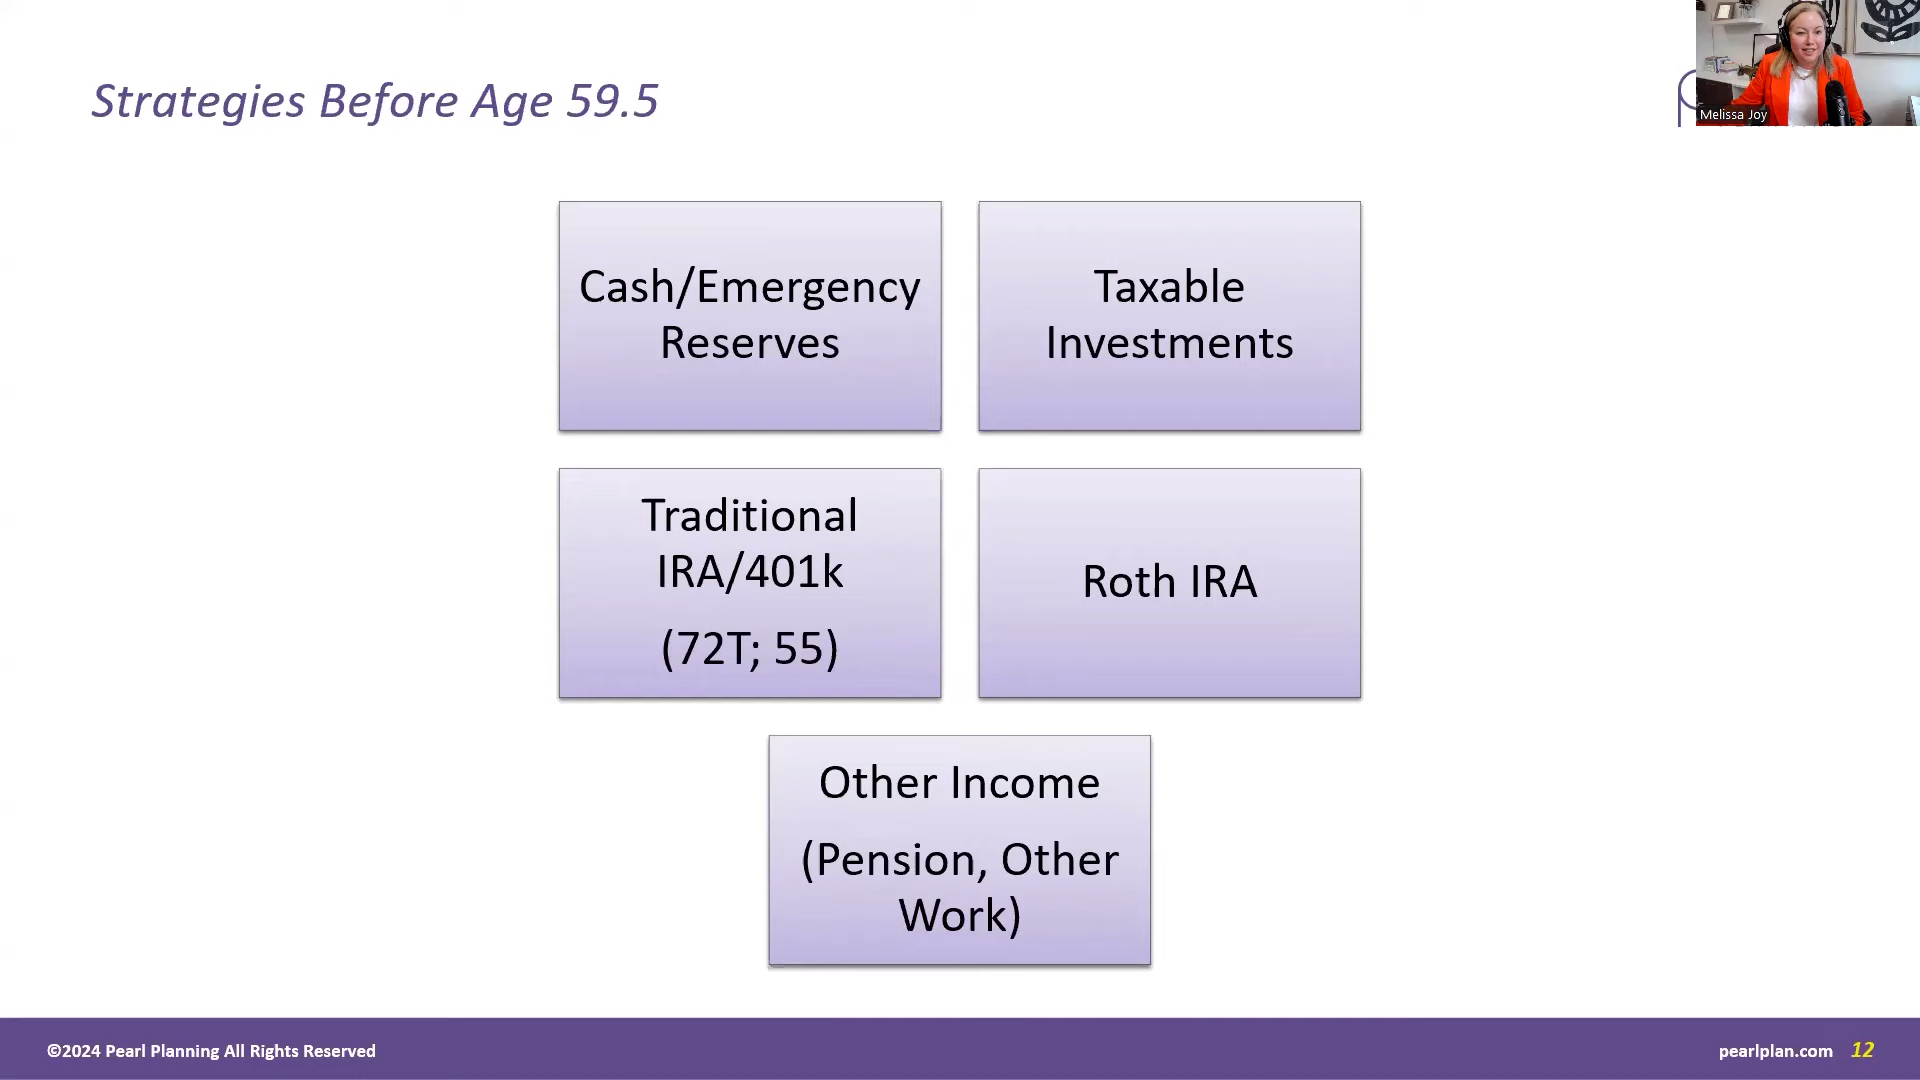 Strategies Before Age 59.5
Melissa Joy
Cash/Emergency
Reserves
Taxable
Investments
Traditional
IRA/401k
(72T; 55)
Roth IRA
Other Income
(Pension, Other
Work)
©2024 Pearl Planning All Rights Reserved
pearlplan.com 12